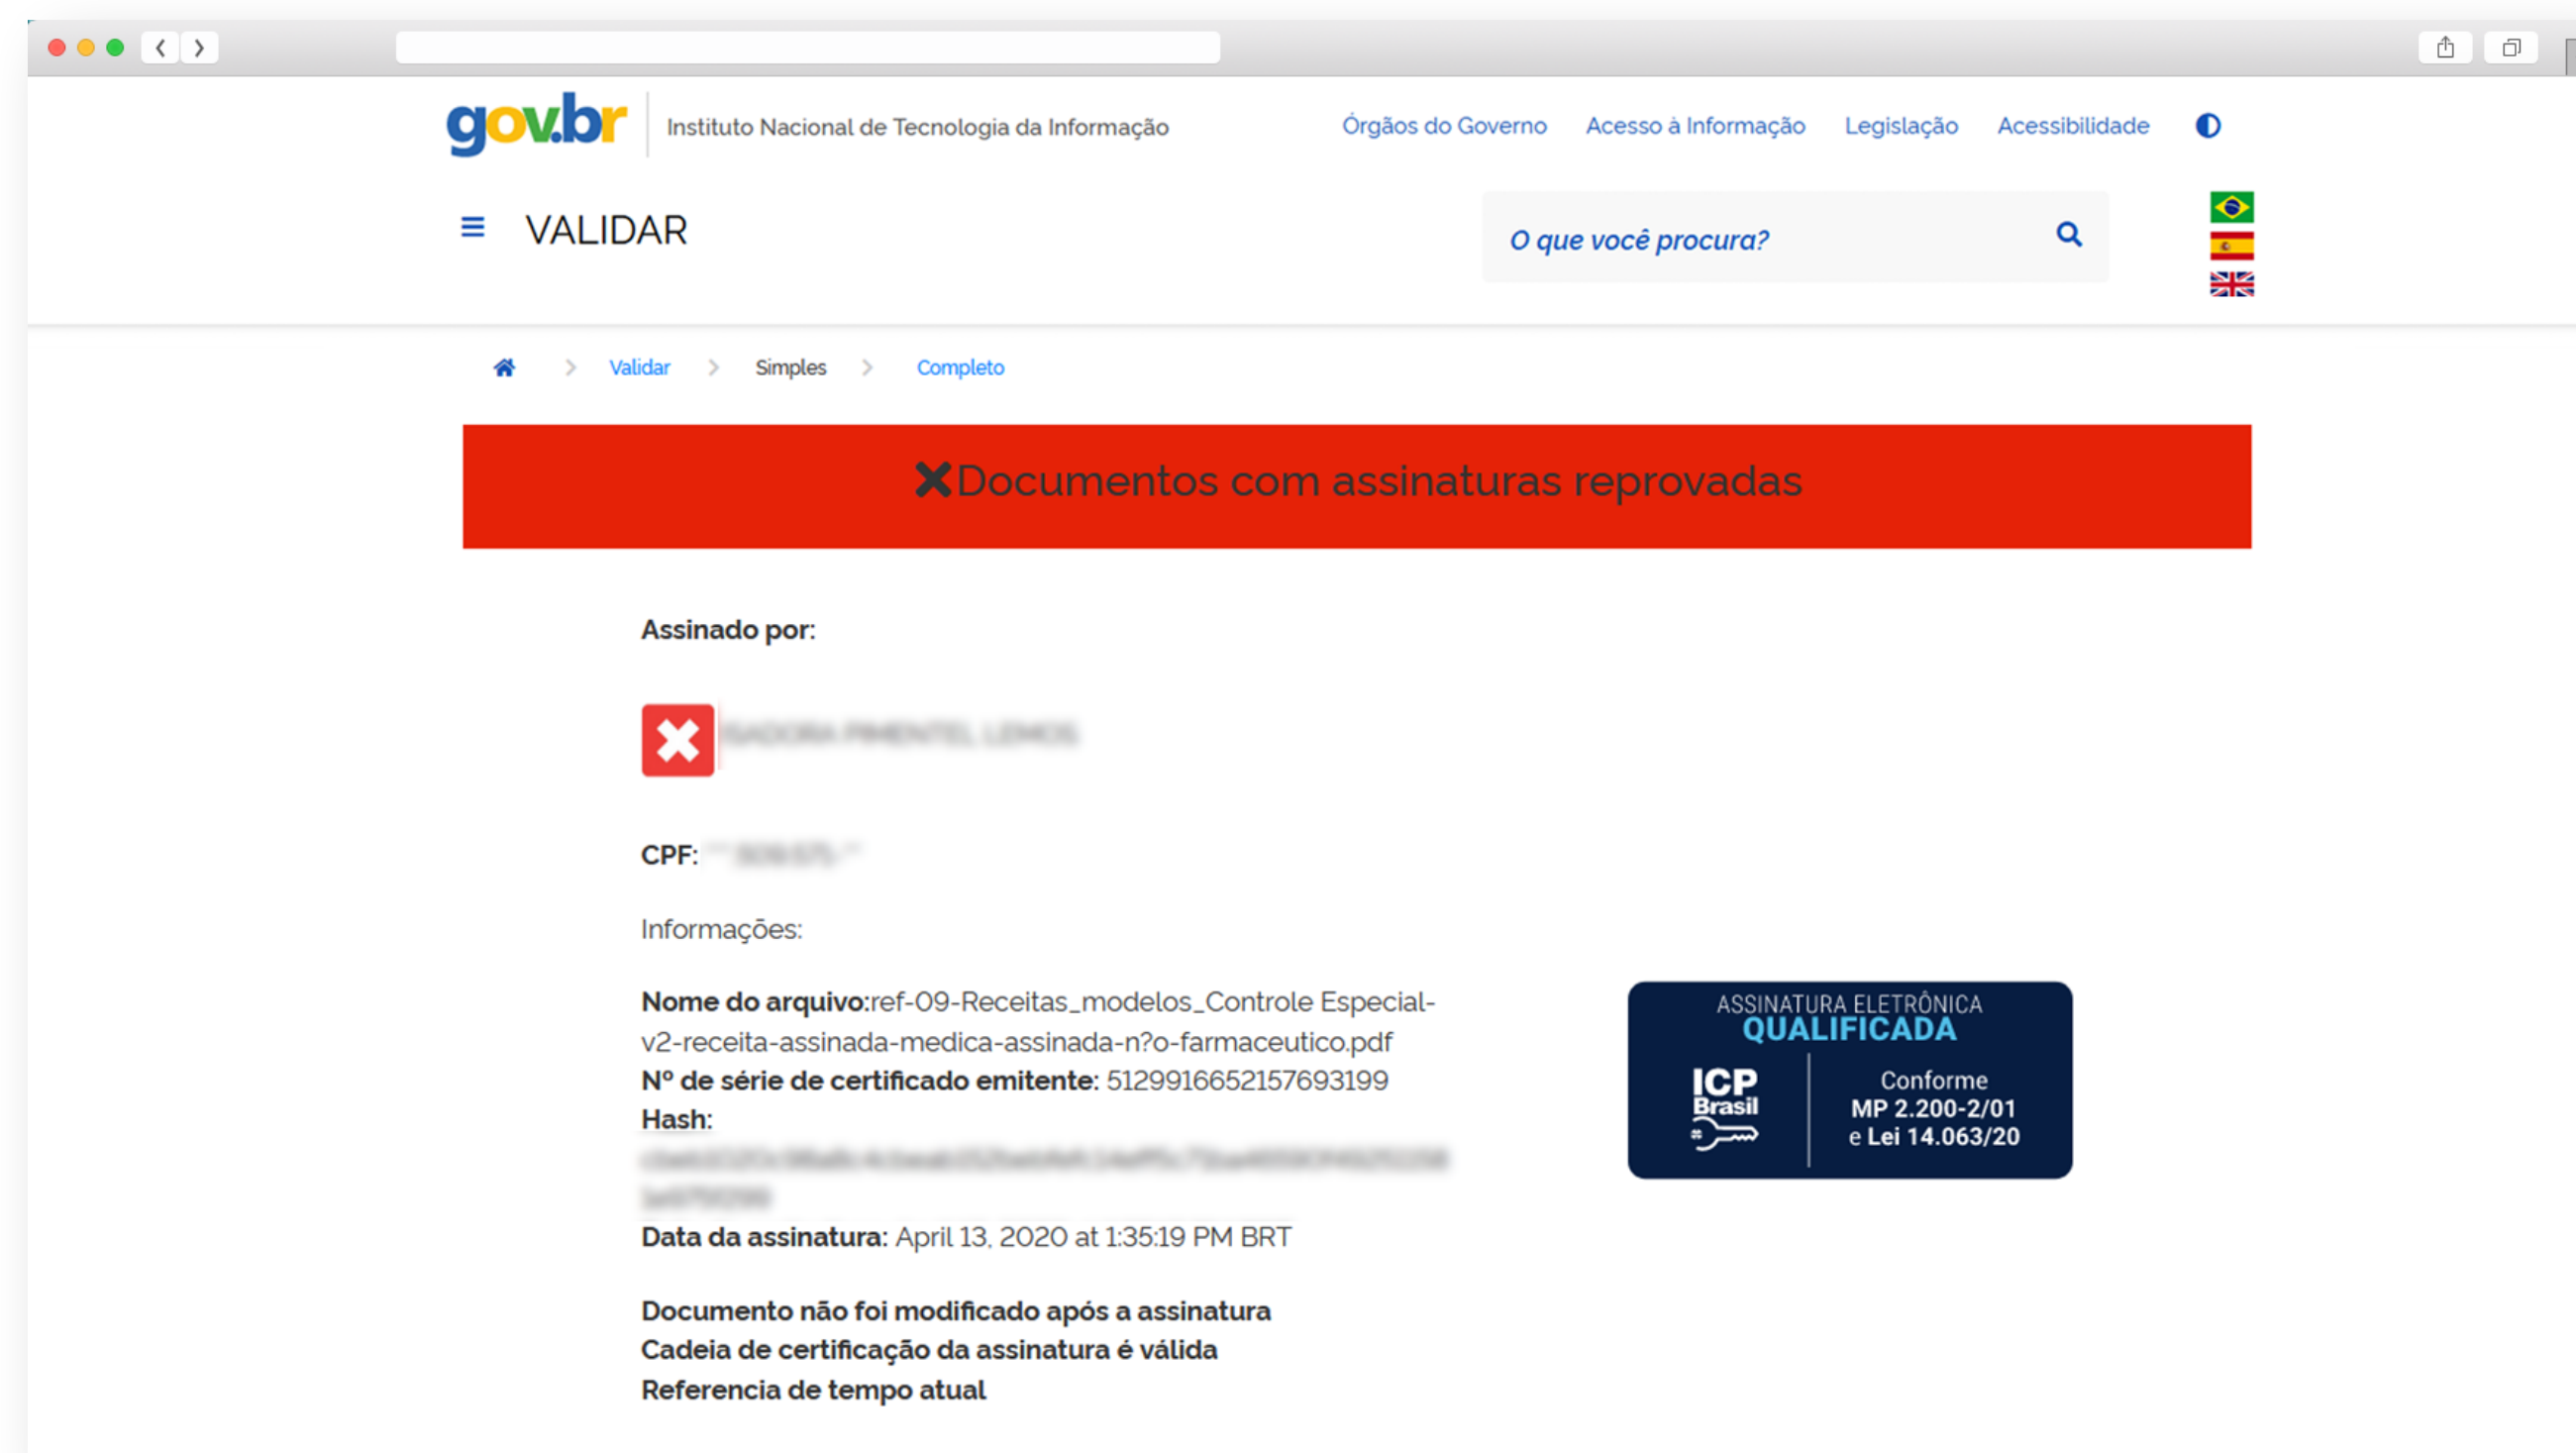 gov.br
Instituto Nacional de Tecnologia da Informação
Órgãos do Governo Acesso à Informação Legislação Acessibilidade
VALIDAR
O que você procura?
Validar Simples Completo
Documentos com assinaturas reprovadas
Assinado por:
CPF:
Informações:
Nome do arquivo:ref-09-Receitas_modelos_Controle Especial-
v2-receita-assinada-medica-assinada-n?o-farmaceutico.pdf
Nº de série de certificado emitente: 5129916652157693199
Hash:
Data da assinatura: April 13, 2020 at 1:35:19 PM BRT
Documento não foi modificado após a assinatura
Cadeia de certificação da assinatura é válida
Referencia de tempo atual
ASSINATURA ELETRÔNICA
QUALIFICADA
ICP
Brasil
Conforme
MP 2.200-2/01
e Lei 14.063/20